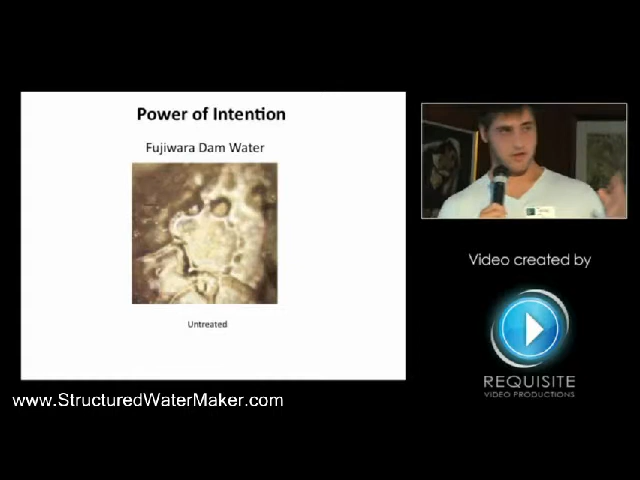 Power of Intention
Fujiwara Dam Water
Untreated
www.StructuredWaterMaker.com
Video created by
REQUISITE
VIDEO PRODUCTIONS